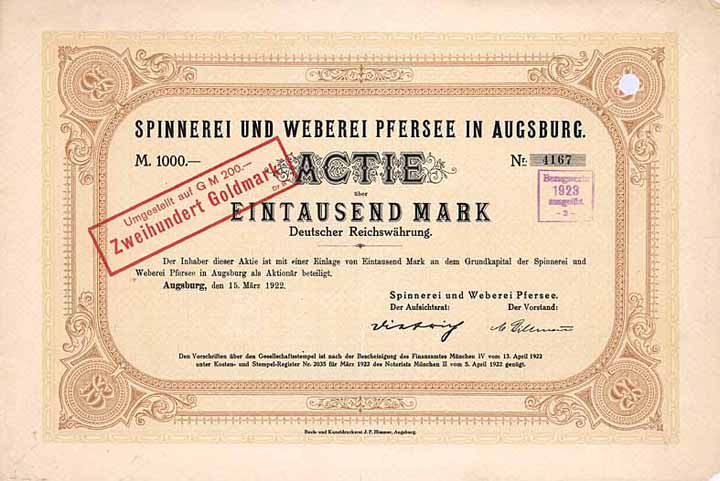 SPINNEREI UND WEBEREI PFERSEE IN AUGSBURG.
M. 1000.—
ACTIE
Nr. 4167
Umgestellt auf G M 200.—
Zweihundert Goldmark
Bezugsrecht
1923
ausgeübt.
- 2 -
über
EINTAUSEND MARK
Deutscher Reichswährung.
Der Inhaber dieser Aktie ist mit einer Einlage von Eintausend Mark an dem Grundkapital der Spinnerei und
Weberei Pfersee in Augsburg als Aktionär beteiligt.
Augsburg, den 15. März 1922.
Spinnerei und Weberei Pfersee.
Der Aufsichtsrat:
Der Vorstand:
Den Vorschriften über den Gesellschaftsstempel ist nach der Bescheinigung des Finanzamtes München IV vom 13. April 1922
unter Kosten- und Stempel-Register Nr. 2035 für März 1922 des Notariats München II vom 5. April 1922 genügt.
Buch- und Kunstdruckerei J. P. Himmer, Augsburg.